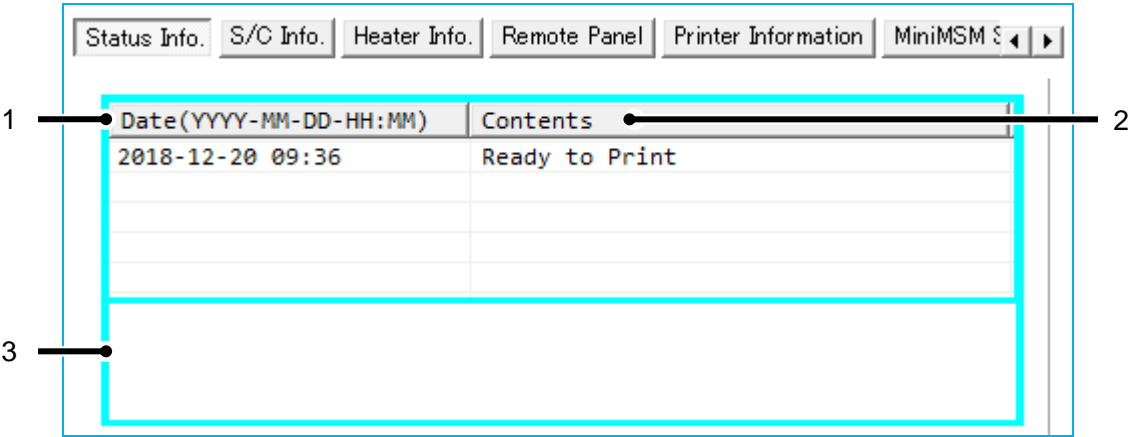 Status Info. S/C Info. Heater Info. Remote Panel Printer Information MiniMSM
1 Date(YYYY-MM-DD-HH:MM) Contents 2
2018-12-20 09:36 Ready to Print
3